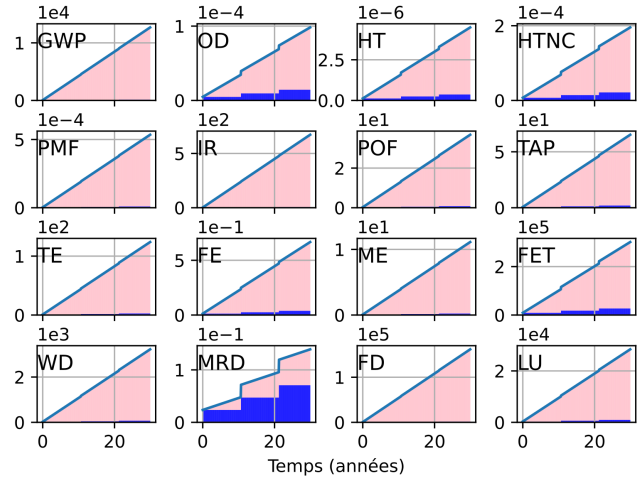 1e4 1e−4 1e−6 1e−4
GWP OD HT HTNC
1 1 2.5 2
0 0 0.0 0
1e−4 1e2 1e1 1e1
PMF IR POF TAP
5 5 2 5
0 0 0 0
1e2 1e−1 1e1 1e5
TE FE ME FET
1 5 1 2
0 0 0 0
1e3 1e−1 1e5 1e4
WD MRD FD LU
2 1 1 2
0 0 0 0
0 20 0 20 0 20 0 20
Temps (années)